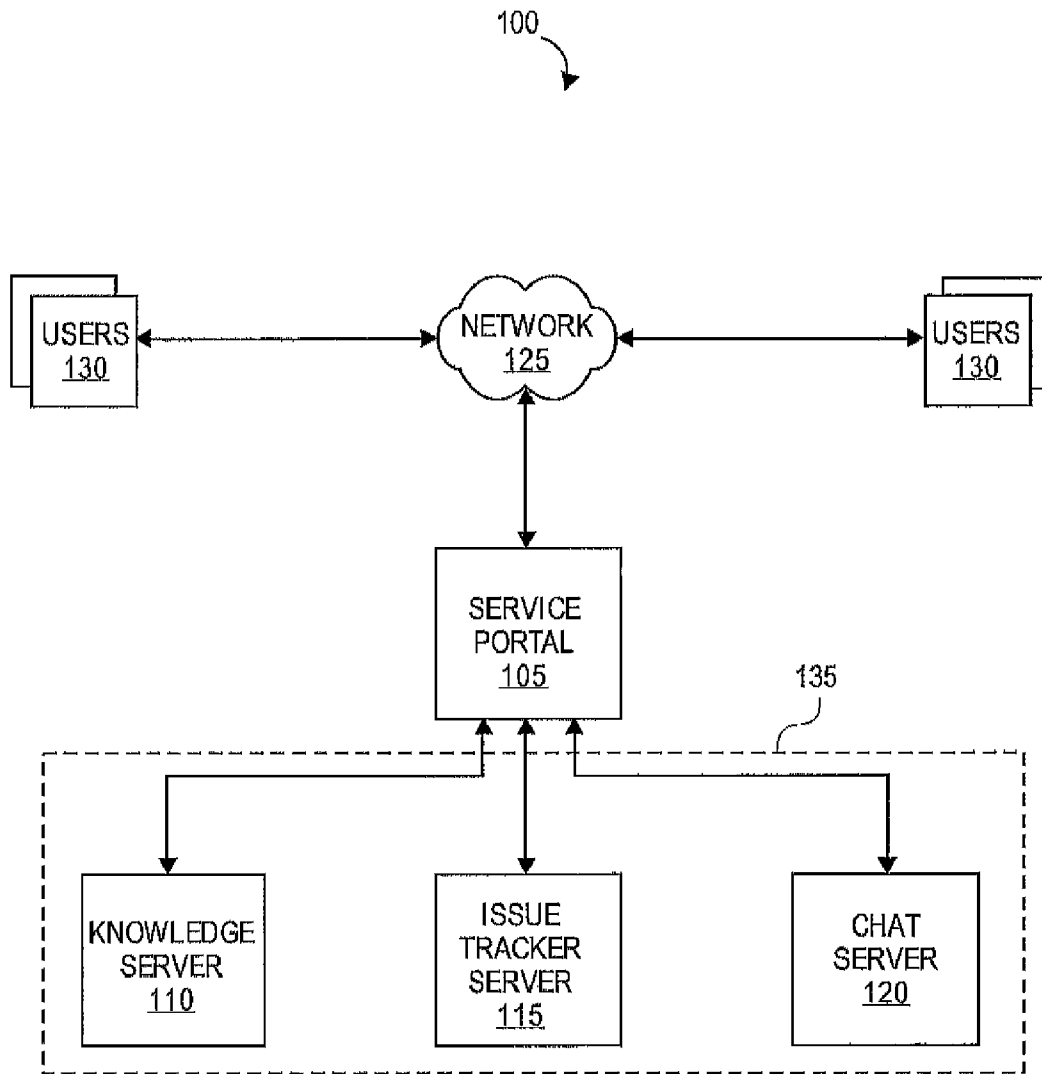 100
USERS
130
NETWORK
125
USERS
130
SERVICE
PORTAL
105
135
KNOWLEDGE
SERVER
110
ISSUE
TRACKER
SERVER
115
CHAT
SERVER
120